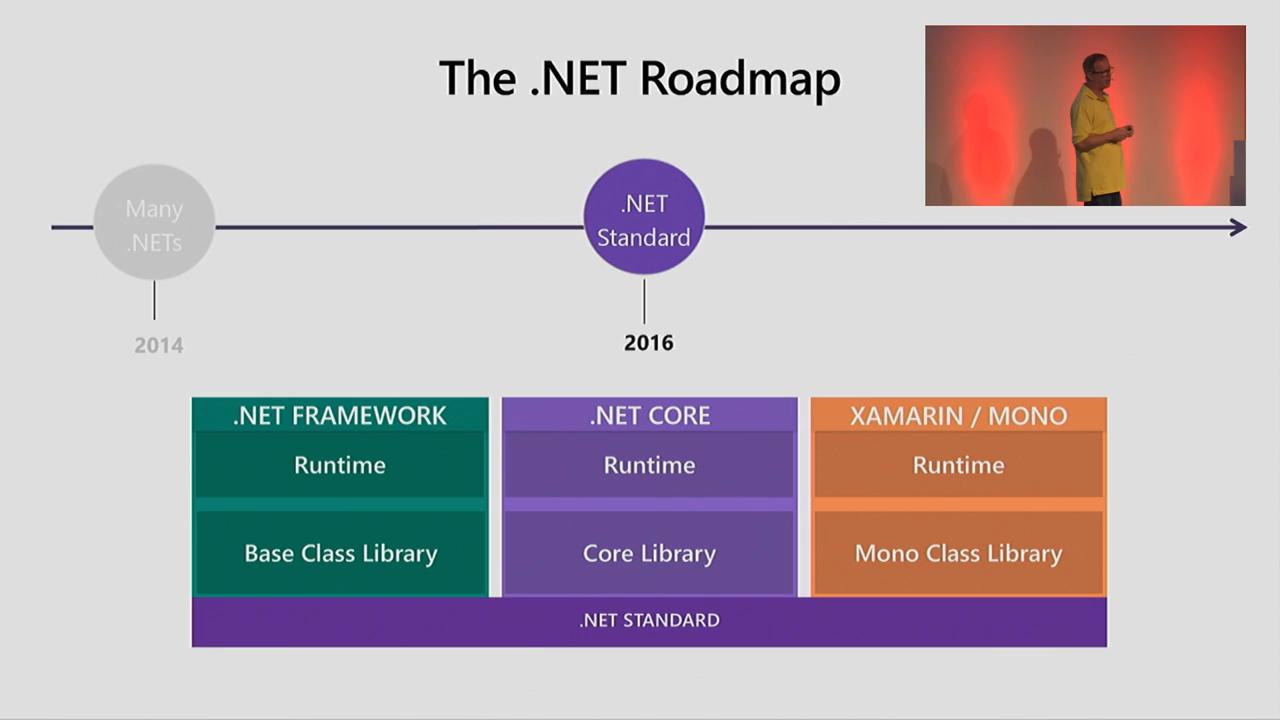 The .NET Roadmap
Many
.NETs
.NET
Standard
2014
2016
.NET FRAMEWORK
.NET CORE
XAMARIN / MONO
Runtime
Runtime
Runtime
Base Class Library
Core Library
Mono Class Library
.NET STANDARD